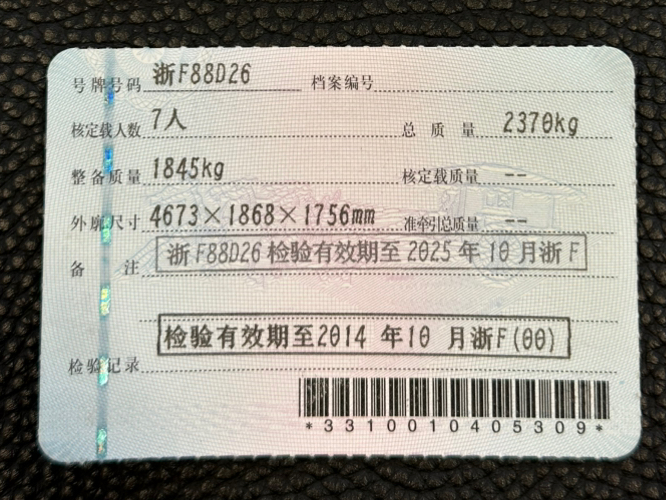 号牌号码 浙F88D26 档案编号
核定载人数 7人 总质量 2370kg
整备质量 1845kg 核定载质量 --
外廓尺寸 4673×1868×1756mm 准牵引总质量 --
备注 浙F88D26检验有效期至2025年10月浙F
检验有效期至2014年10月浙F(00)
检验记录
*3310010405309*